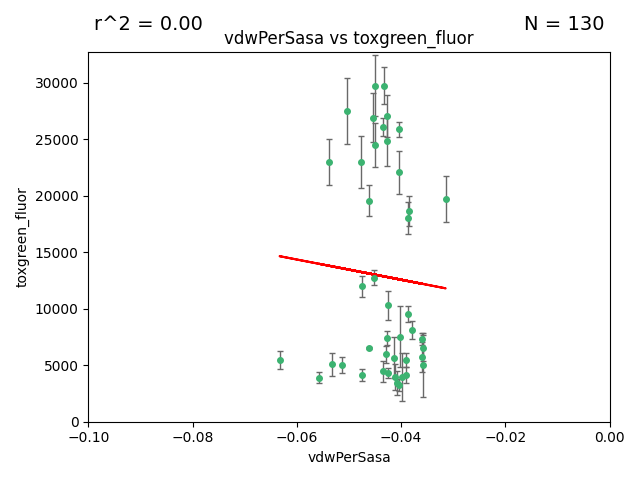 r^2 = 0.00
N = 130
vdwPerSasa vs toxgreen_fluor
toxgreen_fluor
30000
25000
20000
15000
10000
5000
0
−0.10
−0.08
−0.06
−0.04
−0.02
0.00
vdwPerSasa